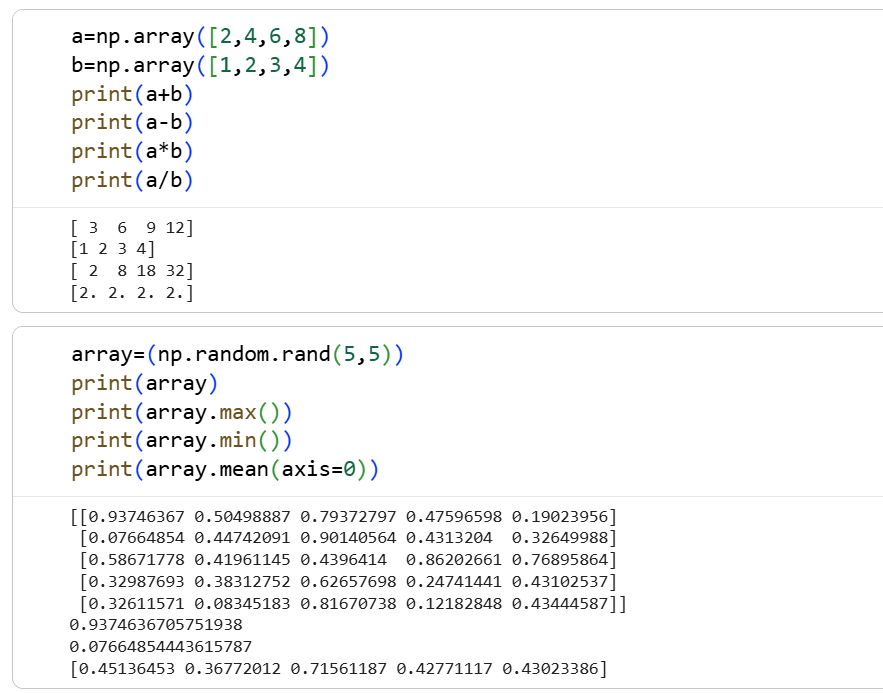 a=np.array([2,4,6,8])
b=np.array([1,2,3,4])
print(a+b)
print(a-b)
print(a*b)
print(a/b)
[ 3  6  9 12]
[1 2 3 4]
[ 2  8 18 32]
[2. 2. 2. 2.]
array=(np.random.rand(5,5))
print(array)
print(array.max())
print(array.min())
print(array.mean(axis=0))
[[0.93746367 0.50498887 0.79372797 0.47596598 0.19023956]
 [0.07664854 0.44742091 0.90140564 0.4313204  0.32649988]
 [0.58671778 0.41961145 0.4396414  0.86202661 0.76895864]
 [0.32987693 0.38312752 0.62657698 0.24741441 0.43102537]
 [0.32611571 0.08345183 0.81670738 0.12182848 0.43444587]]
0.9374636705751938
0.07664854443615787
[0.45136453 0.36772012 0.71561187 0.42771117 0.43023386]